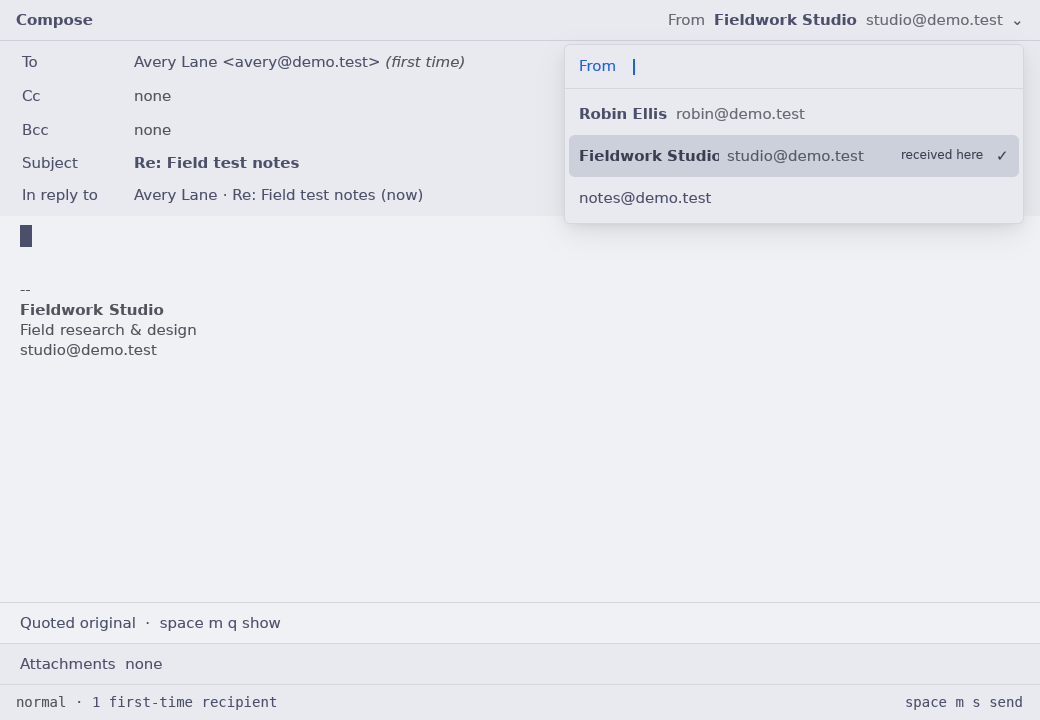 Compose
From Fieldwork Studio studio@demo.test ⌄
To Avery Lane <avery@demo.test> (first time)
Cc none
Bcc none
Subject Re: Field test notes
In reply to Avery Lane · Re: Field test notes (now)
From
Robin Ellis robin@demo.test
Fieldwork Studio studio@demo.test received here ✓
notes@demo.test
--
Fieldwork Studio
Field research & design
studio@demo.test
Quoted original · space m q show
Attachments none
normal · 1 first-time recipient
space m s send